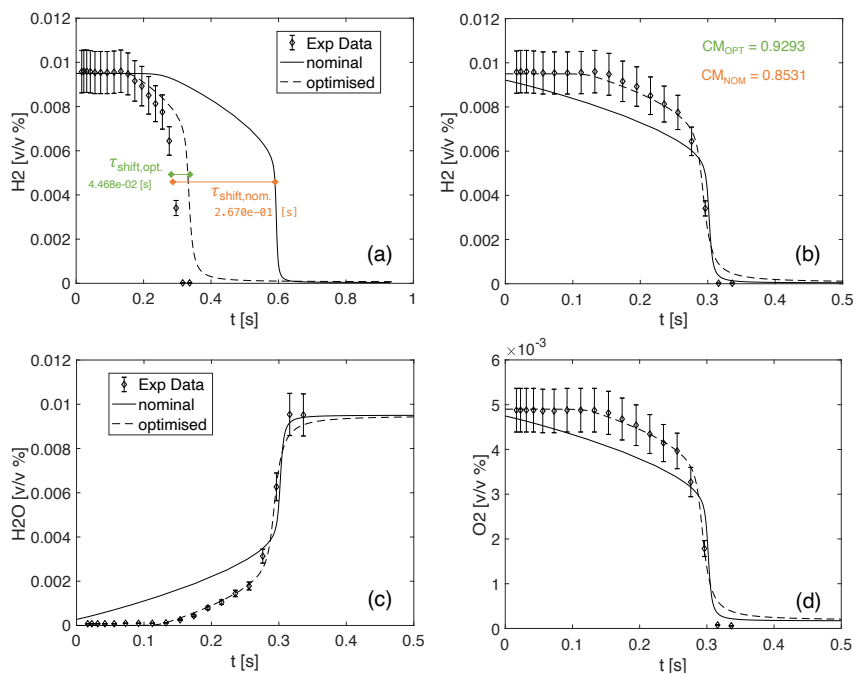 0.012
0.01
0.008
0.006
0.004
0.002
0
H2 [v/v %]
Exp Data
nominal
optimised
τshift,opt.
4.468e-02 [s]
τshift,nom.
2.670e-01 [s]
(a)
0 0.2 0.4 0.6 0.8 1
t [s]
0.012
0.01
0.008
0.006
0.004
0.002
0
H2 [v/v %]
CMOPT = 0.9293
CMNOM = 0.8531
(b)
0 0.1 0.2 0.3 0.4 0.5
t [s]
0.012
0.01
0.008
0.006
0.004
0.002
0
H2O [v/v %]
Exp Data
nominal
optimised
(c)
0 0.1 0.2 0.3 0.4 0.5
t [s]
×10-3
6
5
4
3
2
1
0
O2 [v/v %]
(d)
0 0.1 0.2 0.3 0.4 0.5
t [s]